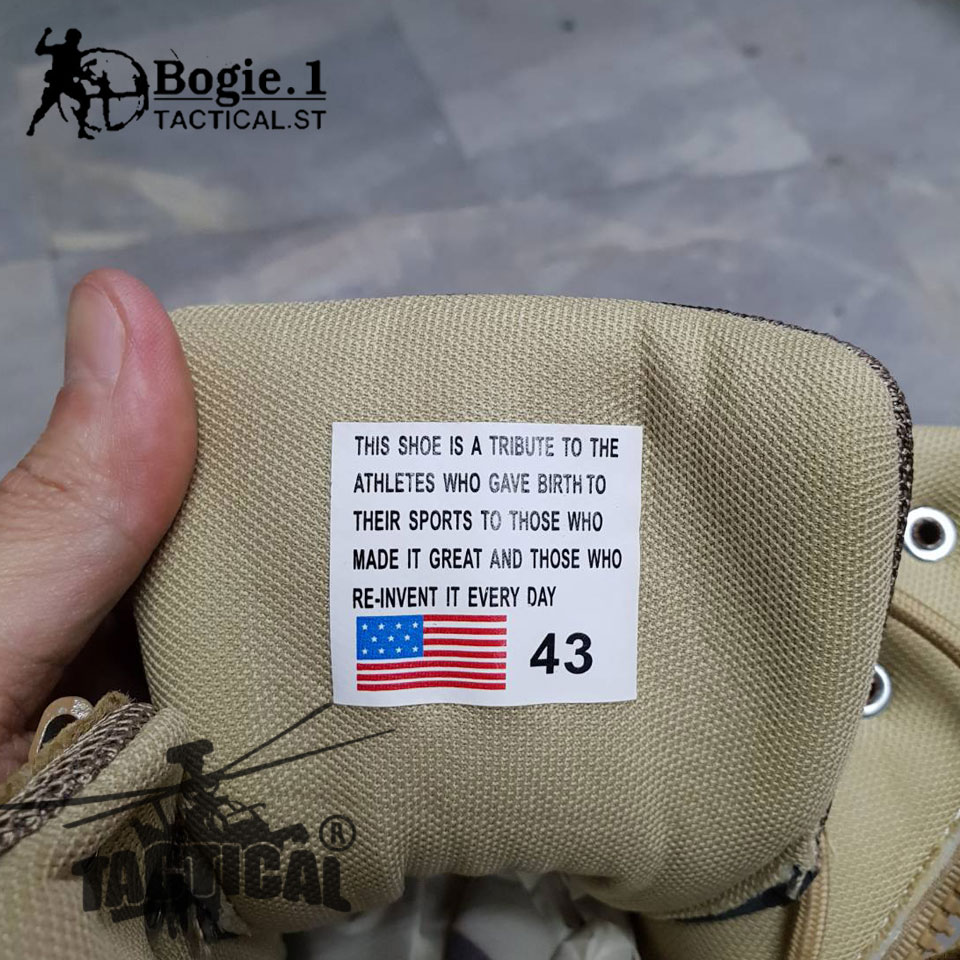 Bogie.1
TACTICAL.ST
THIS SHOE IS A TRIBUTE TO THE
ATHLETES WHO GAVE BIRTH TO
THEIR SPORTS TO THOSE WHO
MADE IT GREAT AND THOSE WHO
RE-INVENT IT EVERY DAY
43
TACTICAL®